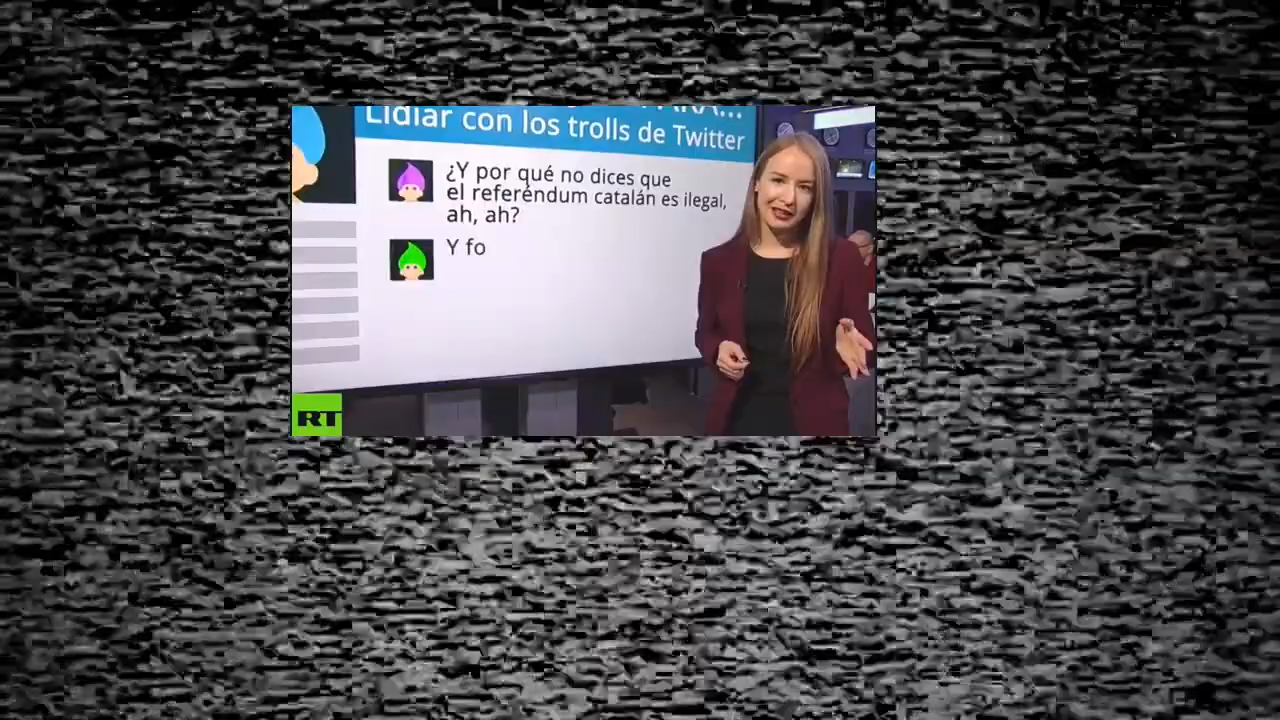 PARA...
Lidiar con los trolls de Twitter
¿Y por qué no dices que
el referéndum catalán es ilegal,
ah, ah?
Y fo
RT